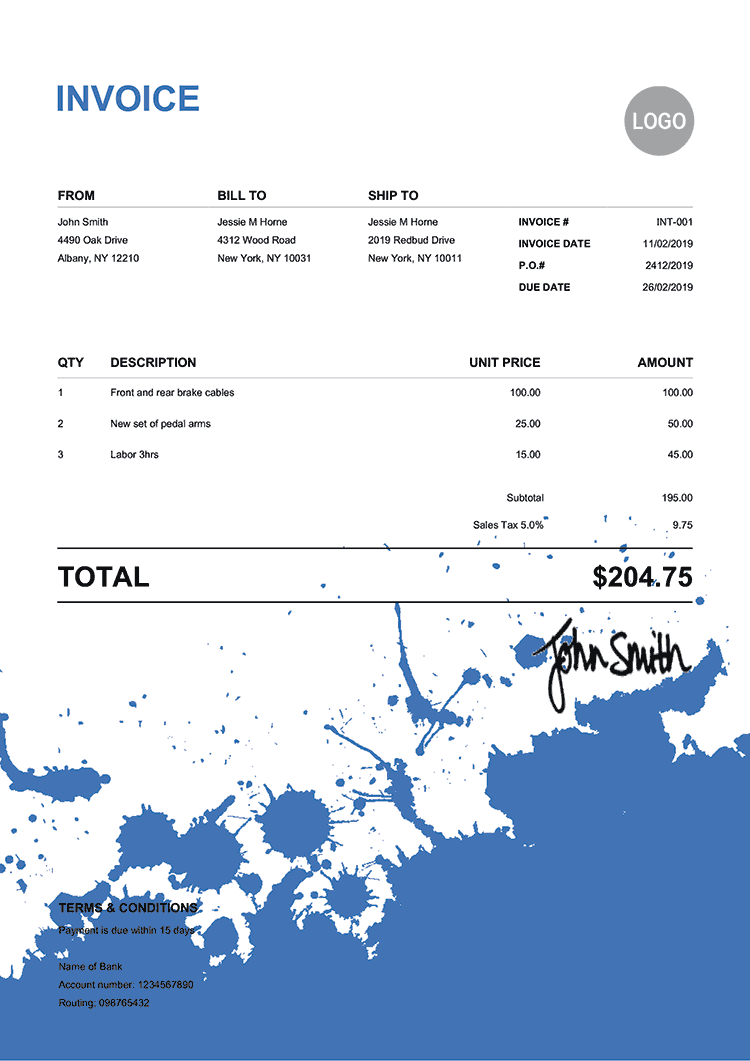 INVOICE
LOGO
FROM BILL TO SHIP TO
John Smith Jessie M Horne Jessie M Horne INVOICE # INT-001
4490 Oak Drive 4312 Wood Road 2019 Redbud Drive INVOICE DATE 11/02/2019
Albany, NY 12210 New York, NY 10031 New York, NY 10011 P.O.# 2412/2019
DUE DATE 26/02/2019
QTY DESCRIPTION UNIT PRICE AMOUNT
1 Front and rear brake cables 100.00 100.00
2 New set of pedal arms 25.00 50.00
3 Labor 3hrs 15.00 45.00
Subtotal 195.00
Sales Tax 5.0% 9.75
TOTAL $204.75
John Smith
TERMS & CONDITIONS
Payment is due within 15 days
Name of Bank
Account number: 1234567890
Routing: 098765432